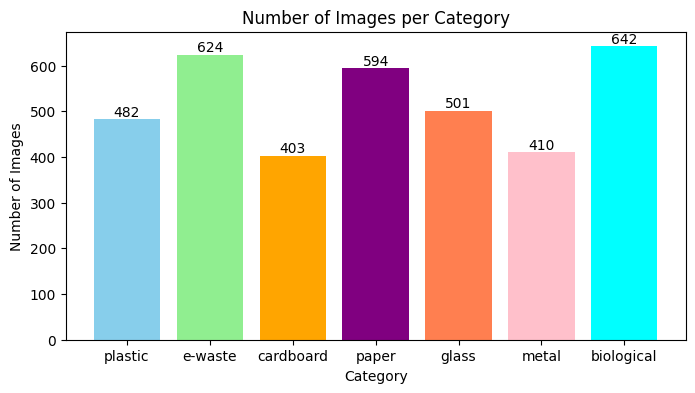 Number of Images per Category
Number of Images
600
500
400
300
200
100
0
482
624
403
594
501
410
642
plastic
e-waste
cardboard
paper
glass
metal
biological
Category